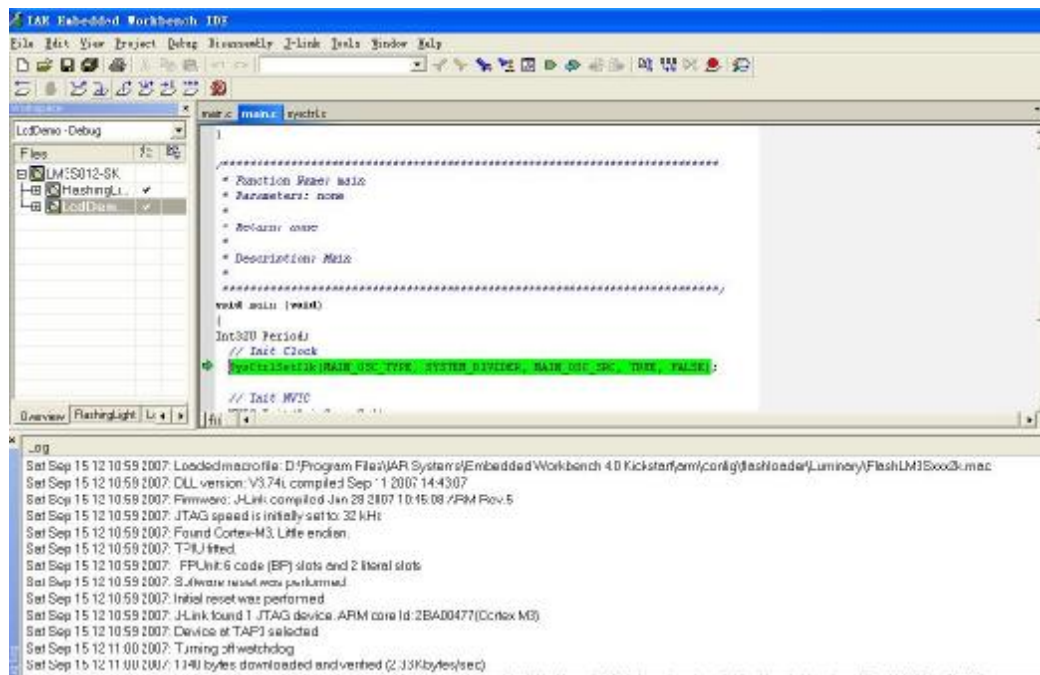 IAR Embedded Workbench IDE
File Edit View Project Debug Disassembly J-Link Tools Window Help
Workspace
LcdDemo - Debug
Files
LM3S812-SK
FlashingLi...
LcdDem...
Overview FlashingLight Lc
main.c main.c sysctrl.c
}
/***************************************************************
* Function Name: main
* Parameters: none
*
* Return: none
*
* Description: Main
*
***************************************************************/
void main (void)
{
Int32U Period;
// Init Clock
SysCtrlSetClk(MAIN_OSC_TYPE, SYSTEM_DIVIDER, MAIN_OSC_SRC, TRUE, FALSE);
// Init NVIC
Log
Sat Sep 15 12 10:59 2007: Loaded macro file: D:\Program Files\IAR Systems\Embedded Workbench 4.0 Kickstart\arm\config\flashloader\Luminary\FlashLM3Sxxx2k.mac
Sat Sep 15 12 10:59 2007: DLL version: V3.74i, compiled Sep 11 2007 14:43:07
Sat Sep 15 12 10:59 2007: Firmware: J-Link compiled Jan 28 2007 10:45:08 ARM Rev.5
Sat Sep 15 12 10:59 2007: JTAG speed is initially set to: 32 kHz
Sat Sep 15 12 10:59 2007: Found Cortex-M3, Little endian.
Sat Sep 15 12 10:59 2007: TPIU fitted.
Sat Sep 15 12 10:59 2007: FPUnit: 6 code (BP) slots and 2 literal slots
Sat Sep 15 12 10:59 2007: Software reset was performed
Sat Sep 15 12 10:59 2007: Initial reset was performed
Sat Sep 15 12 10:59 2007: J-Link found 1 JTAG device. ARM core Id: 2BA00477(Cortex M3)
Sat Sep 15 12 10:59 2007: Device at TAP0 selected
Sat Sep 15 12 11:00 2007: Turning off watchdog
Sat Sep 15 12 11:00 2007: 1140 bytes downloaded and verified (2.33Kbytes/sec)